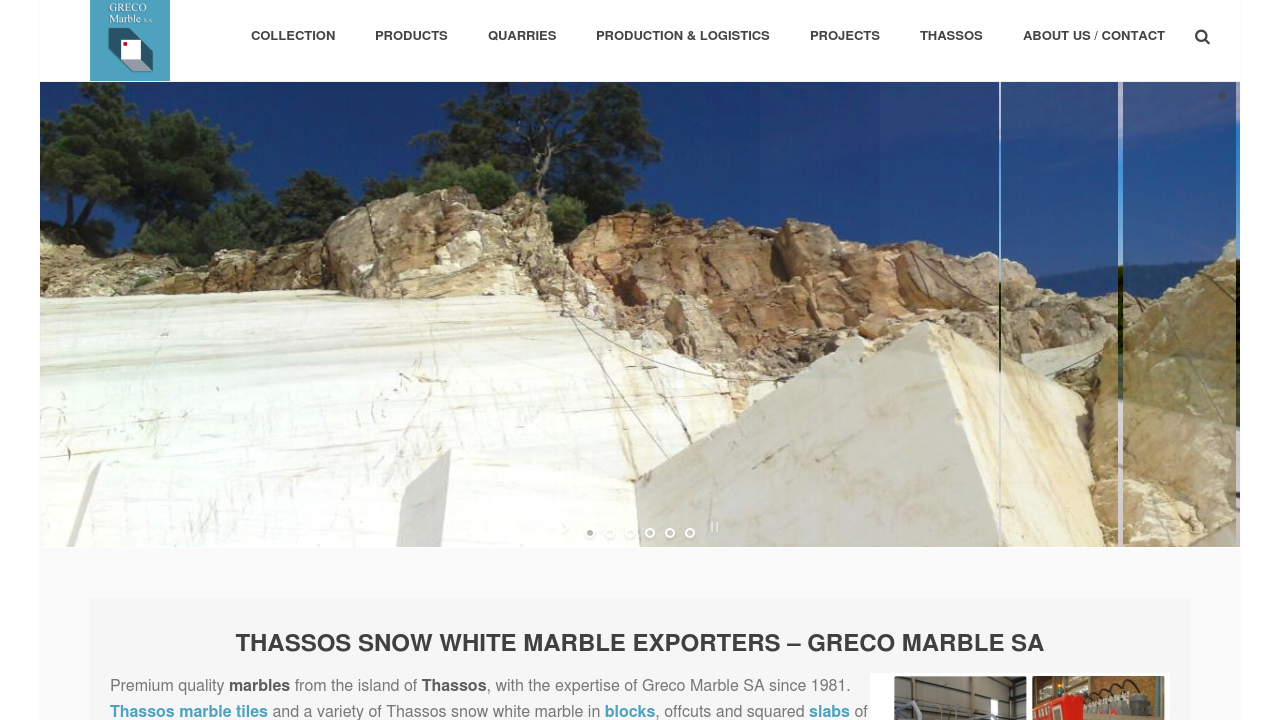 GRECO
Marble S.A.
COLLECTION PRODUCTS QUARRIES PRODUCTION & LOGISTICS PROJECTS THASSOS ABOUT US / CONTACT
THASSOS SNOW WHITE MARBLE EXPORTERS – GRECO MARBLE SA
Premium quality marbles from the island of Thassos, with the expertise of Greco Marble SA since 1981.
Thassos marble tiles and a variety of Thassos snow white marble in blocks, offcuts and squared slabs of